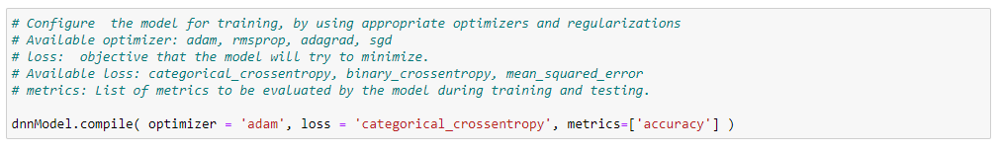 # Configure  the model for training, by using appropriate optimizers and regularizations
# Available optimizer: adam, rmsprop, adagrad, sgd
# loss:  objective that the model will try to minimize.
# Available loss: categorical_crossentropy, binary_crossentropy, mean_squared_error
# metrics: List of metrics to be evaluated by the model during training and testing.
dnnModel.compile( optimizer = 'adam', loss = 'categorical_crossentropy', metrics=['accuracy'] )